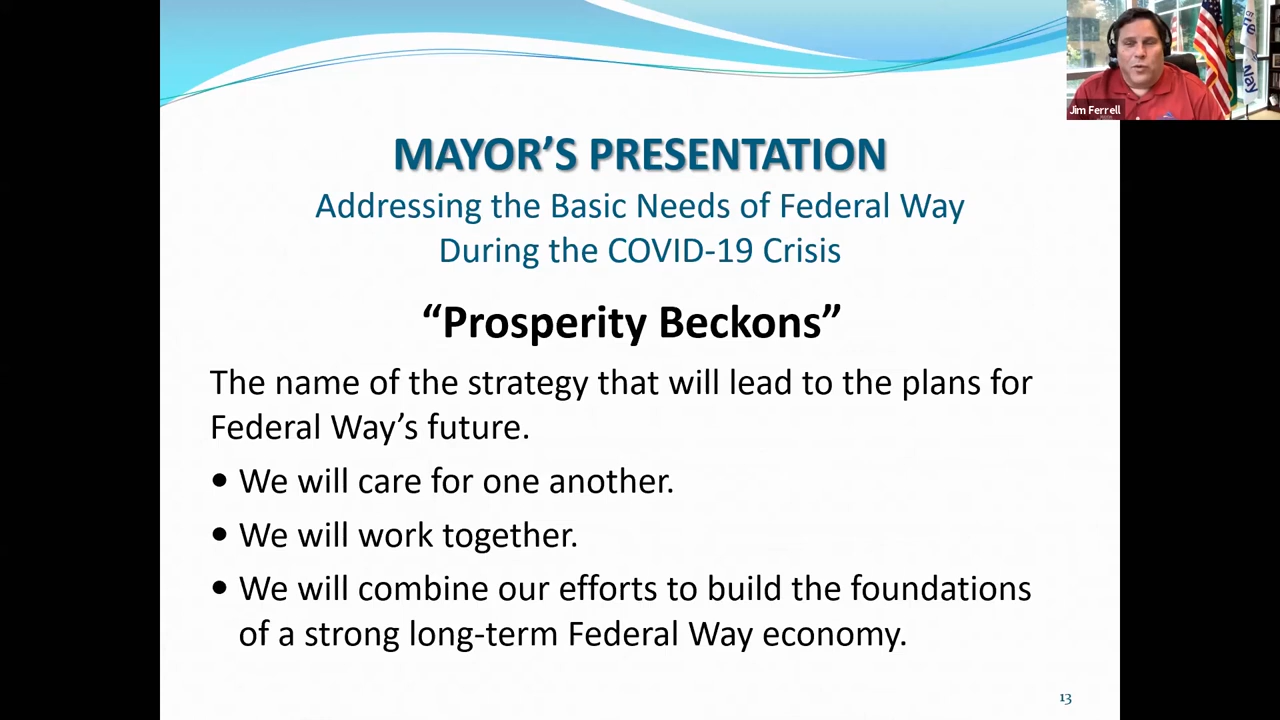 Jim Ferrell
MAYOR’S PRESENTATION
Addressing the Basic Needs of Federal Way
During the COVID-19 Crisis
“Prosperity Beckons”
The name of the strategy that will lead to the plans for
Federal Way’s future.
• We will care for one another.
• We will work together.
• We will combine our efforts to build the foundations
of a strong long-term Federal Way economy.
13